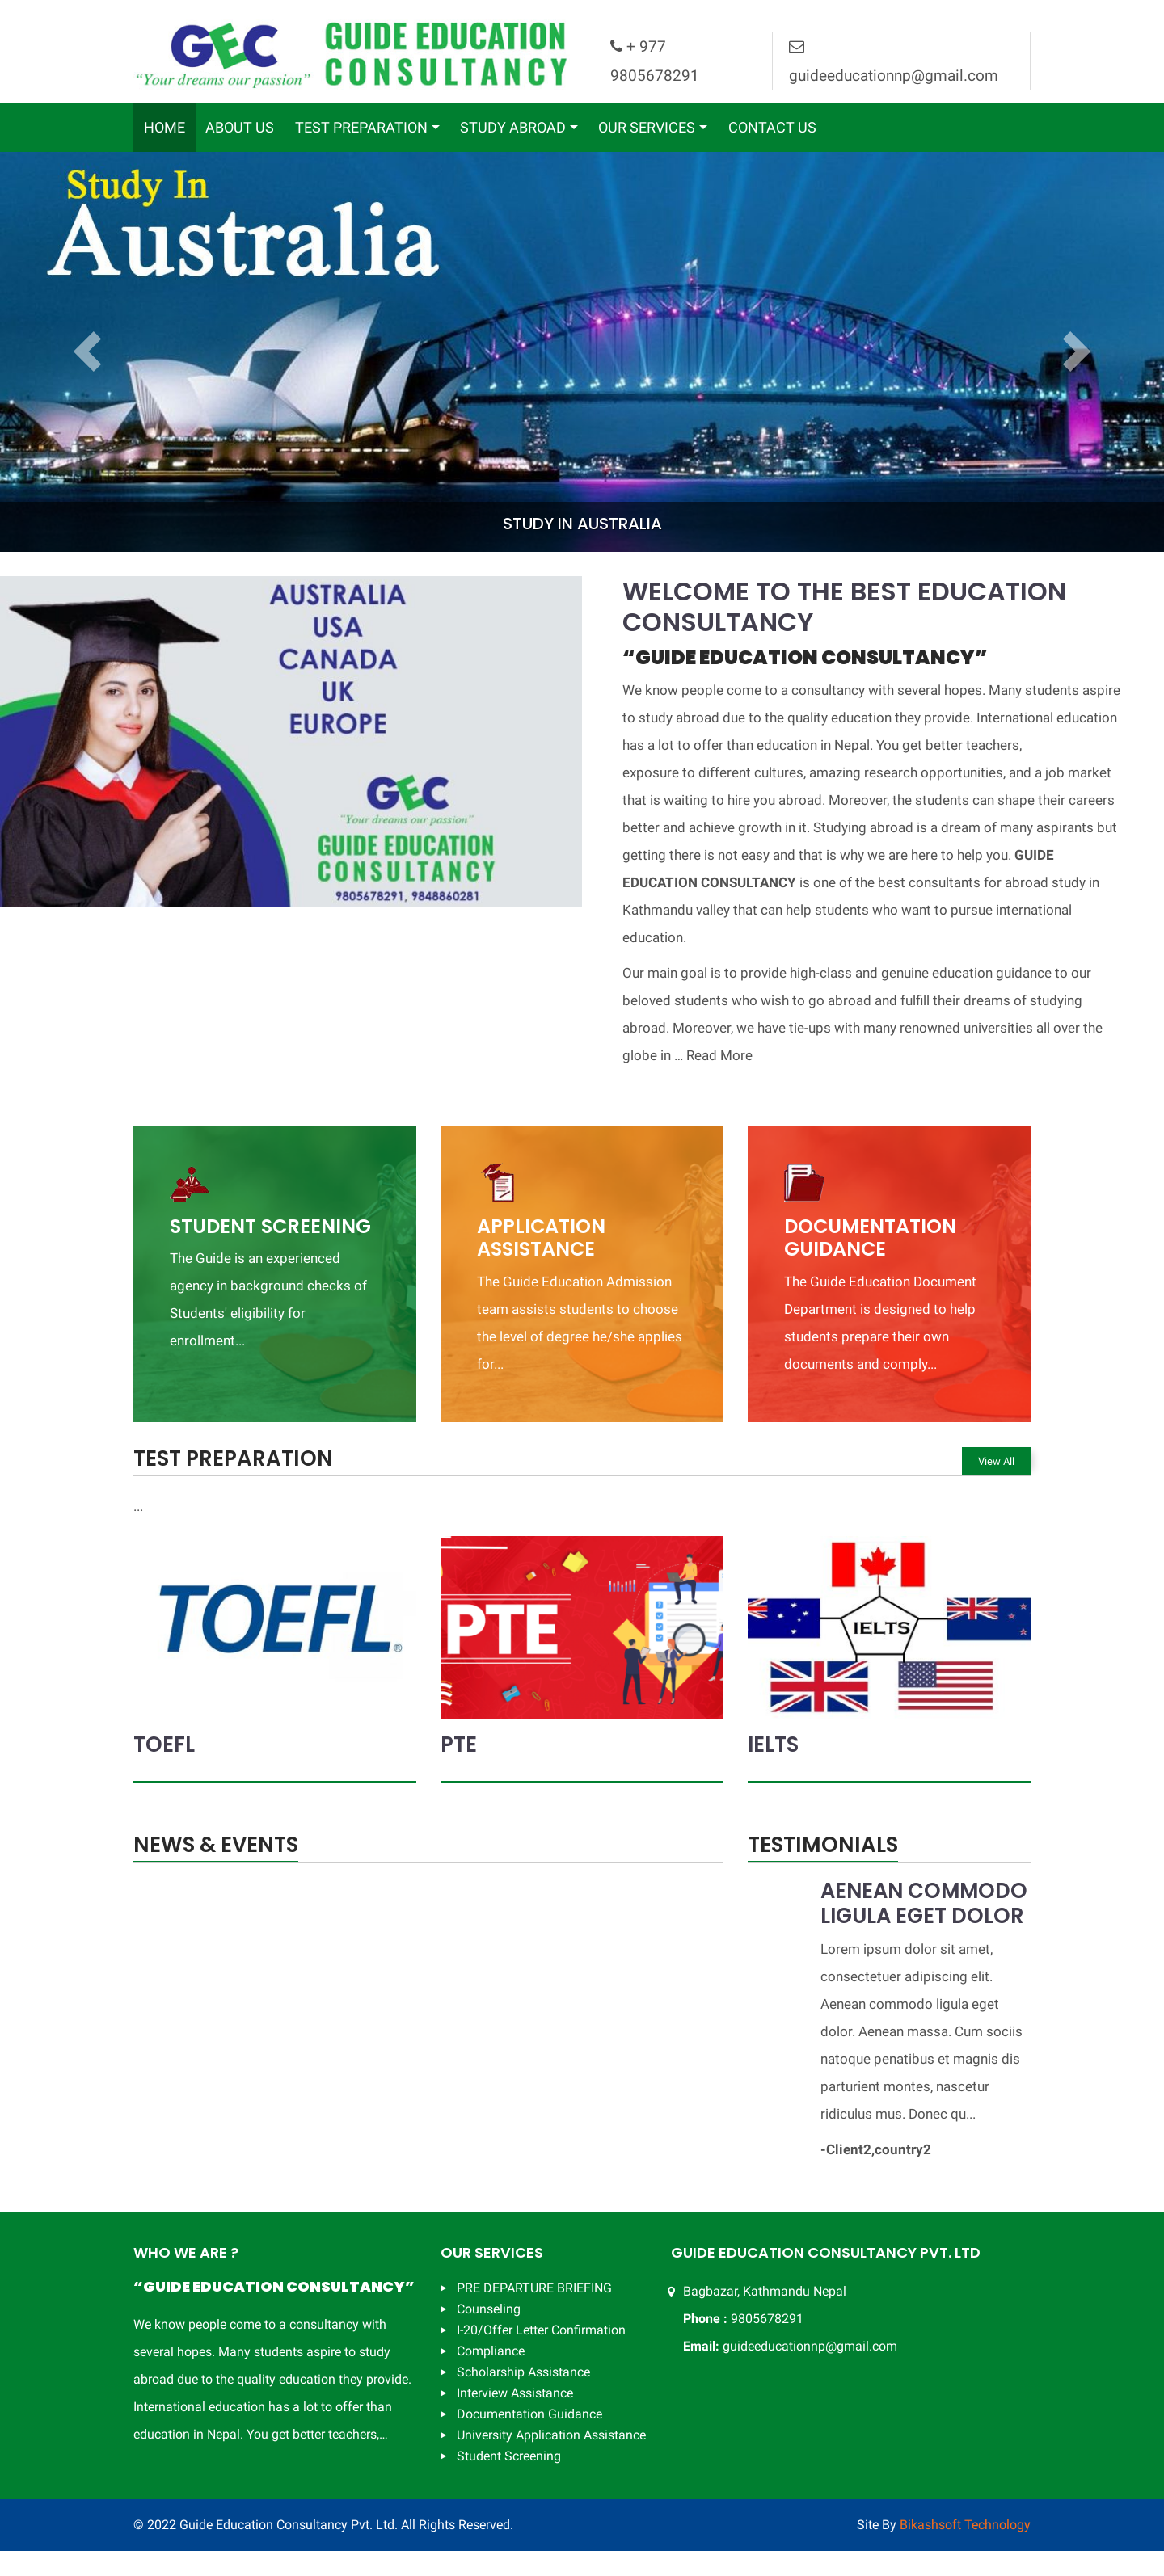 GEC
"Your dreams our passion"
GUIDE EDUCATION
CONSULTANCY
+ 977
9805678291
guideeducationnp@gmail.com
HOME ABOUT US TEST PREPARATION STUDY ABROAD OUR SERVICES CONTACT US
Study In
Australia
STUDY IN AUSTRALIA
AUSTRALIA
USA
CANADA
UK
EUROPE
GEC
"Your dreams our passion"
GUIDE EDUCATION
CONSULTANCY
9805678291, 9848860281
WELCOME TO THE BEST EDUCATION
CONSULTANCY
“GUIDE EDUCATION CONSULTANCY”
We know people come to a consultancy with several hopes. Many students aspire
to study abroad due to the quality education they provide. International education
has a lot to offer than education in Nepal. You get better teachers,
exposure to different cultures, amazing research opportunities, and a job market
that is waiting to hire you abroad. Moreover, the students can shape their careers
better and achieve growth in it. Studying abroad is a dream of many aspirants but
getting there is not easy and that is why we are here to help you. GUIDE
EDUCATION CONSULTANCY is one of the best consultants for abroad study in
Kathmandu valley that can help students who want to pursue international
education.
Our main goal is to provide high-class and genuine education guidance to our
beloved students who wish to go abroad and fulfill their dreams of studying
abroad. Moreover, we have tie-ups with many renowned universities all over the
globe in ... Read More
STUDENT SCREENING
The Guide is an experienced
agency in background checks of
Students' eligibility for
enrollment...
APPLICATION
ASSISTANCE
The Guide Education Admission
team assists students to choose
the level of degree he/she applies
for...
DOCUMENTATION
GUIDANCE
The Guide Education Document
Department is designed to help
students prepare their own
documents and comply...
TEST PREPARATION
View All
...
TOEFL®
PTE
IELTS
TOEFL
PTE
IELTS
NEWS & EVENTS
TESTIMONIALS
AENEAN COMMODO
LIGULA EGET DOLOR
Lorem ipsum dolor sit amet,
consectetuer adipiscing elit.
Aenean commodo ligula eget
dolor. Aenean massa. Cum sociis
natoque penatibus et magnis dis
parturient montes, nascetur
ridiculus mus. Donec qu...
-Client2,country2
WHO WE ARE ?
“GUIDE EDUCATION CONSULTANCY”
We know people come to a consultancy with
several hopes. Many students aspire to study
abroad due to the quality education they provide.
International education has a lot to offer than
education in Nepal. You get better teachers,...
OUR SERVICES
PRE DEPARTURE BRIEFING
Counseling
I-20/Offer Letter Confirmation
Compliance
Scholarship Assistance
Interview Assistance
Documentation Guidance
University Application Assistance
Student Screening
GUIDE EDUCATION CONSULTANCY PVT. LTD
Bagbazar, Kathmandu Nepal
Phone : 9805678291
Email: guideeducationnp@gmail.com
© 2022 Guide Education Consultancy Pvt. Ltd. All Rights Reserved.
Site By Bikashsoft Technology